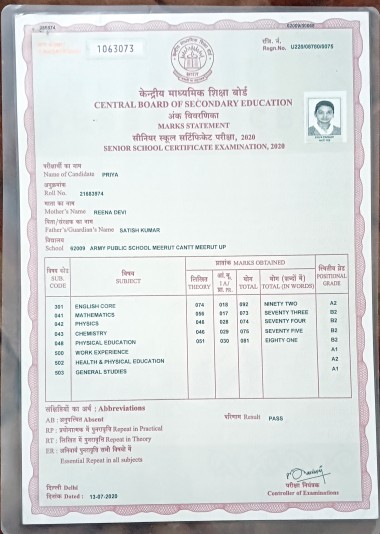 1063073
रजि. नं.
Regn.No. U226/08760/0075
केन्द्रीय माध्यमिक शिक्षा बोर्ड
CENTRAL BOARD OF SECONDARY EDUCATION
अंक विवरणिका
MARKS STATEMENT
सीनियर स्कूल सर्टिफिकेट परीक्षा, 2020
SENIOR SCHOOL CERTIFICATE EXAMINATION, 2020
परीक्षार्थी का नाम
Name of Candidate PRIYA
अनुक्रमांक
Roll No. 21683974
माता का नाम
Mother's Name REENA DEVI
पिता/संरक्षक का नाम
Father's/Guardian's Name SATISH KUMAR
विद्यालय
School 62009 ARMY PUBLIC SCHOOL MEERUT CANTT MEERUT UP
विषय कोड SUB. CODE विषय SUBJECT प्राप्तांक MARKS OBTAINED स्थितीय ग्रेड POSITIONAL GRADE
लिखित THEORY आं.मू./प्रा. IA/ योग TOTAL योग (शब्दों में) TOTAL (IN WORDS)
301 ENGLISH CORE 074 018 092 NINETY TWO A2
041 MATHEMATICS 056 017 073 SEVENTY THREE B2
042 PHYSICS 046 028 074 SEVENTY FOUR B2
043 CHEMISTRY 046 029 075 SEVENTY FIVE B2
048 PHYSICAL EDUCATION 051 030 081 EIGHTY ONE B2
500 WORK EXPERIENCE A1
502 HEALTH & PHYSICAL EDUCATION A2
503 GENERAL STUDIES A1
संक्षिप्तियों का अर्थ : Abbreviations
AB : अनुपस्थित Absent परिणाम Result PASS
RP : प्रयोगात्मक में पुनरावृत्ति Repeat in Practical
RT : लिखित में पुनरावृत्ति Repeat in Theory
ER : अनिवार्य पुनरावृत्ति सभी विषयों में
Essential Repeat in all subjects
दिल्ली Delhi
दिनांक Dated : 13-07-2020
परीक्षा नियंत्रक
Controller of Examinations